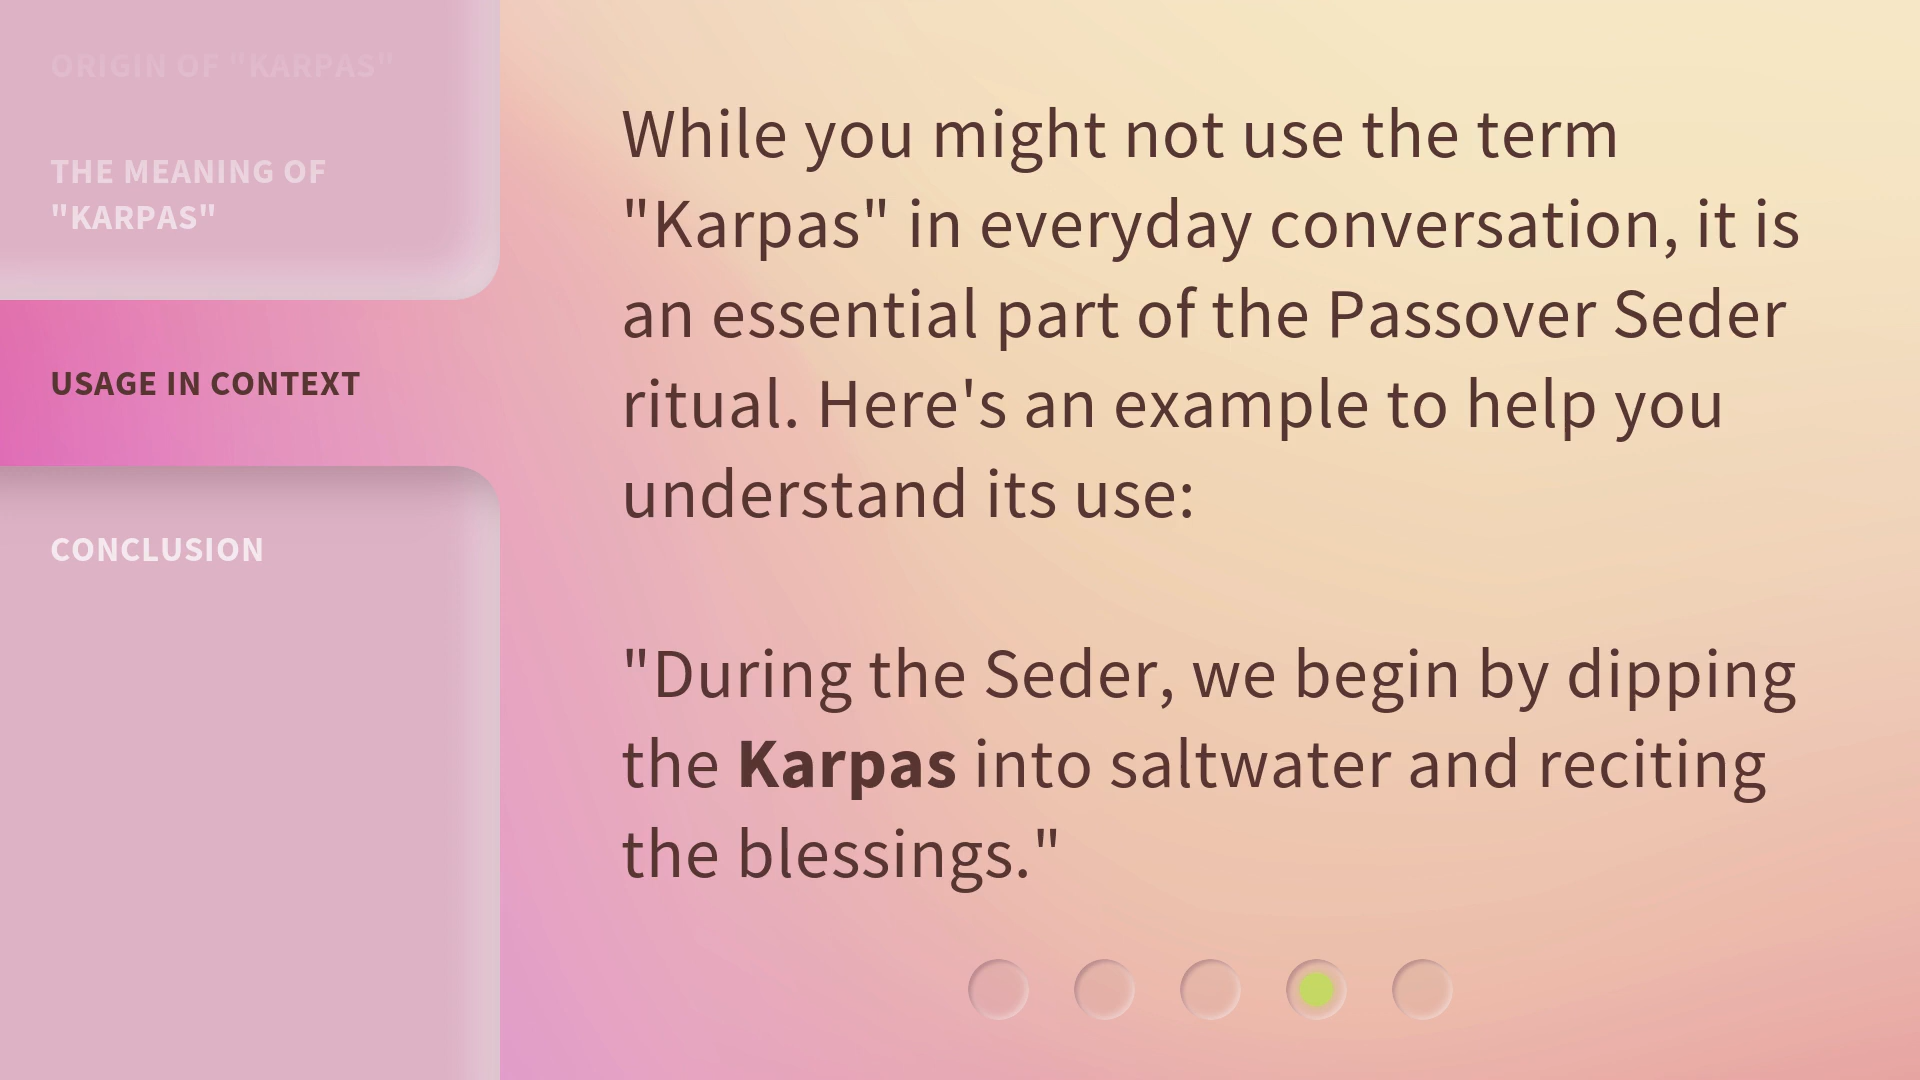 ORIGIN OF "KARPAS"
THE MEANING OF
"KARPAS"
USAGE IN CONTEXT
CONCLUSION
While you might not use the term
"Karpas" in everyday conversation, it is
an essential part of the Passover Seder
ritual. Here's an example to help you
understand its use:
"During the Seder, we begin by dipping
the Karpas into saltwater and reciting
the blessings."